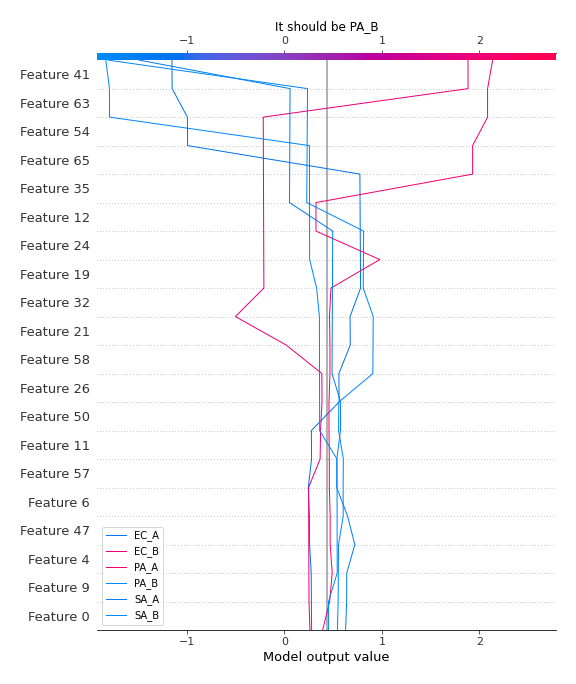 It should be PA_B
−1 0 1 2
Feature 41
Feature 63
Feature 54
Feature 65
Feature 35
Feature 12
Feature 24
Feature 19
Feature 32
Feature 21
Feature 58
Feature 26
Feature 50
Feature 11
Feature 57
Feature 6
Feature 47
Feature 4
Feature 9
Feature 0
EC_A
EC_B
PA_A
PA_B
SA_A
SA_B
−1 0 1 2
Model output value